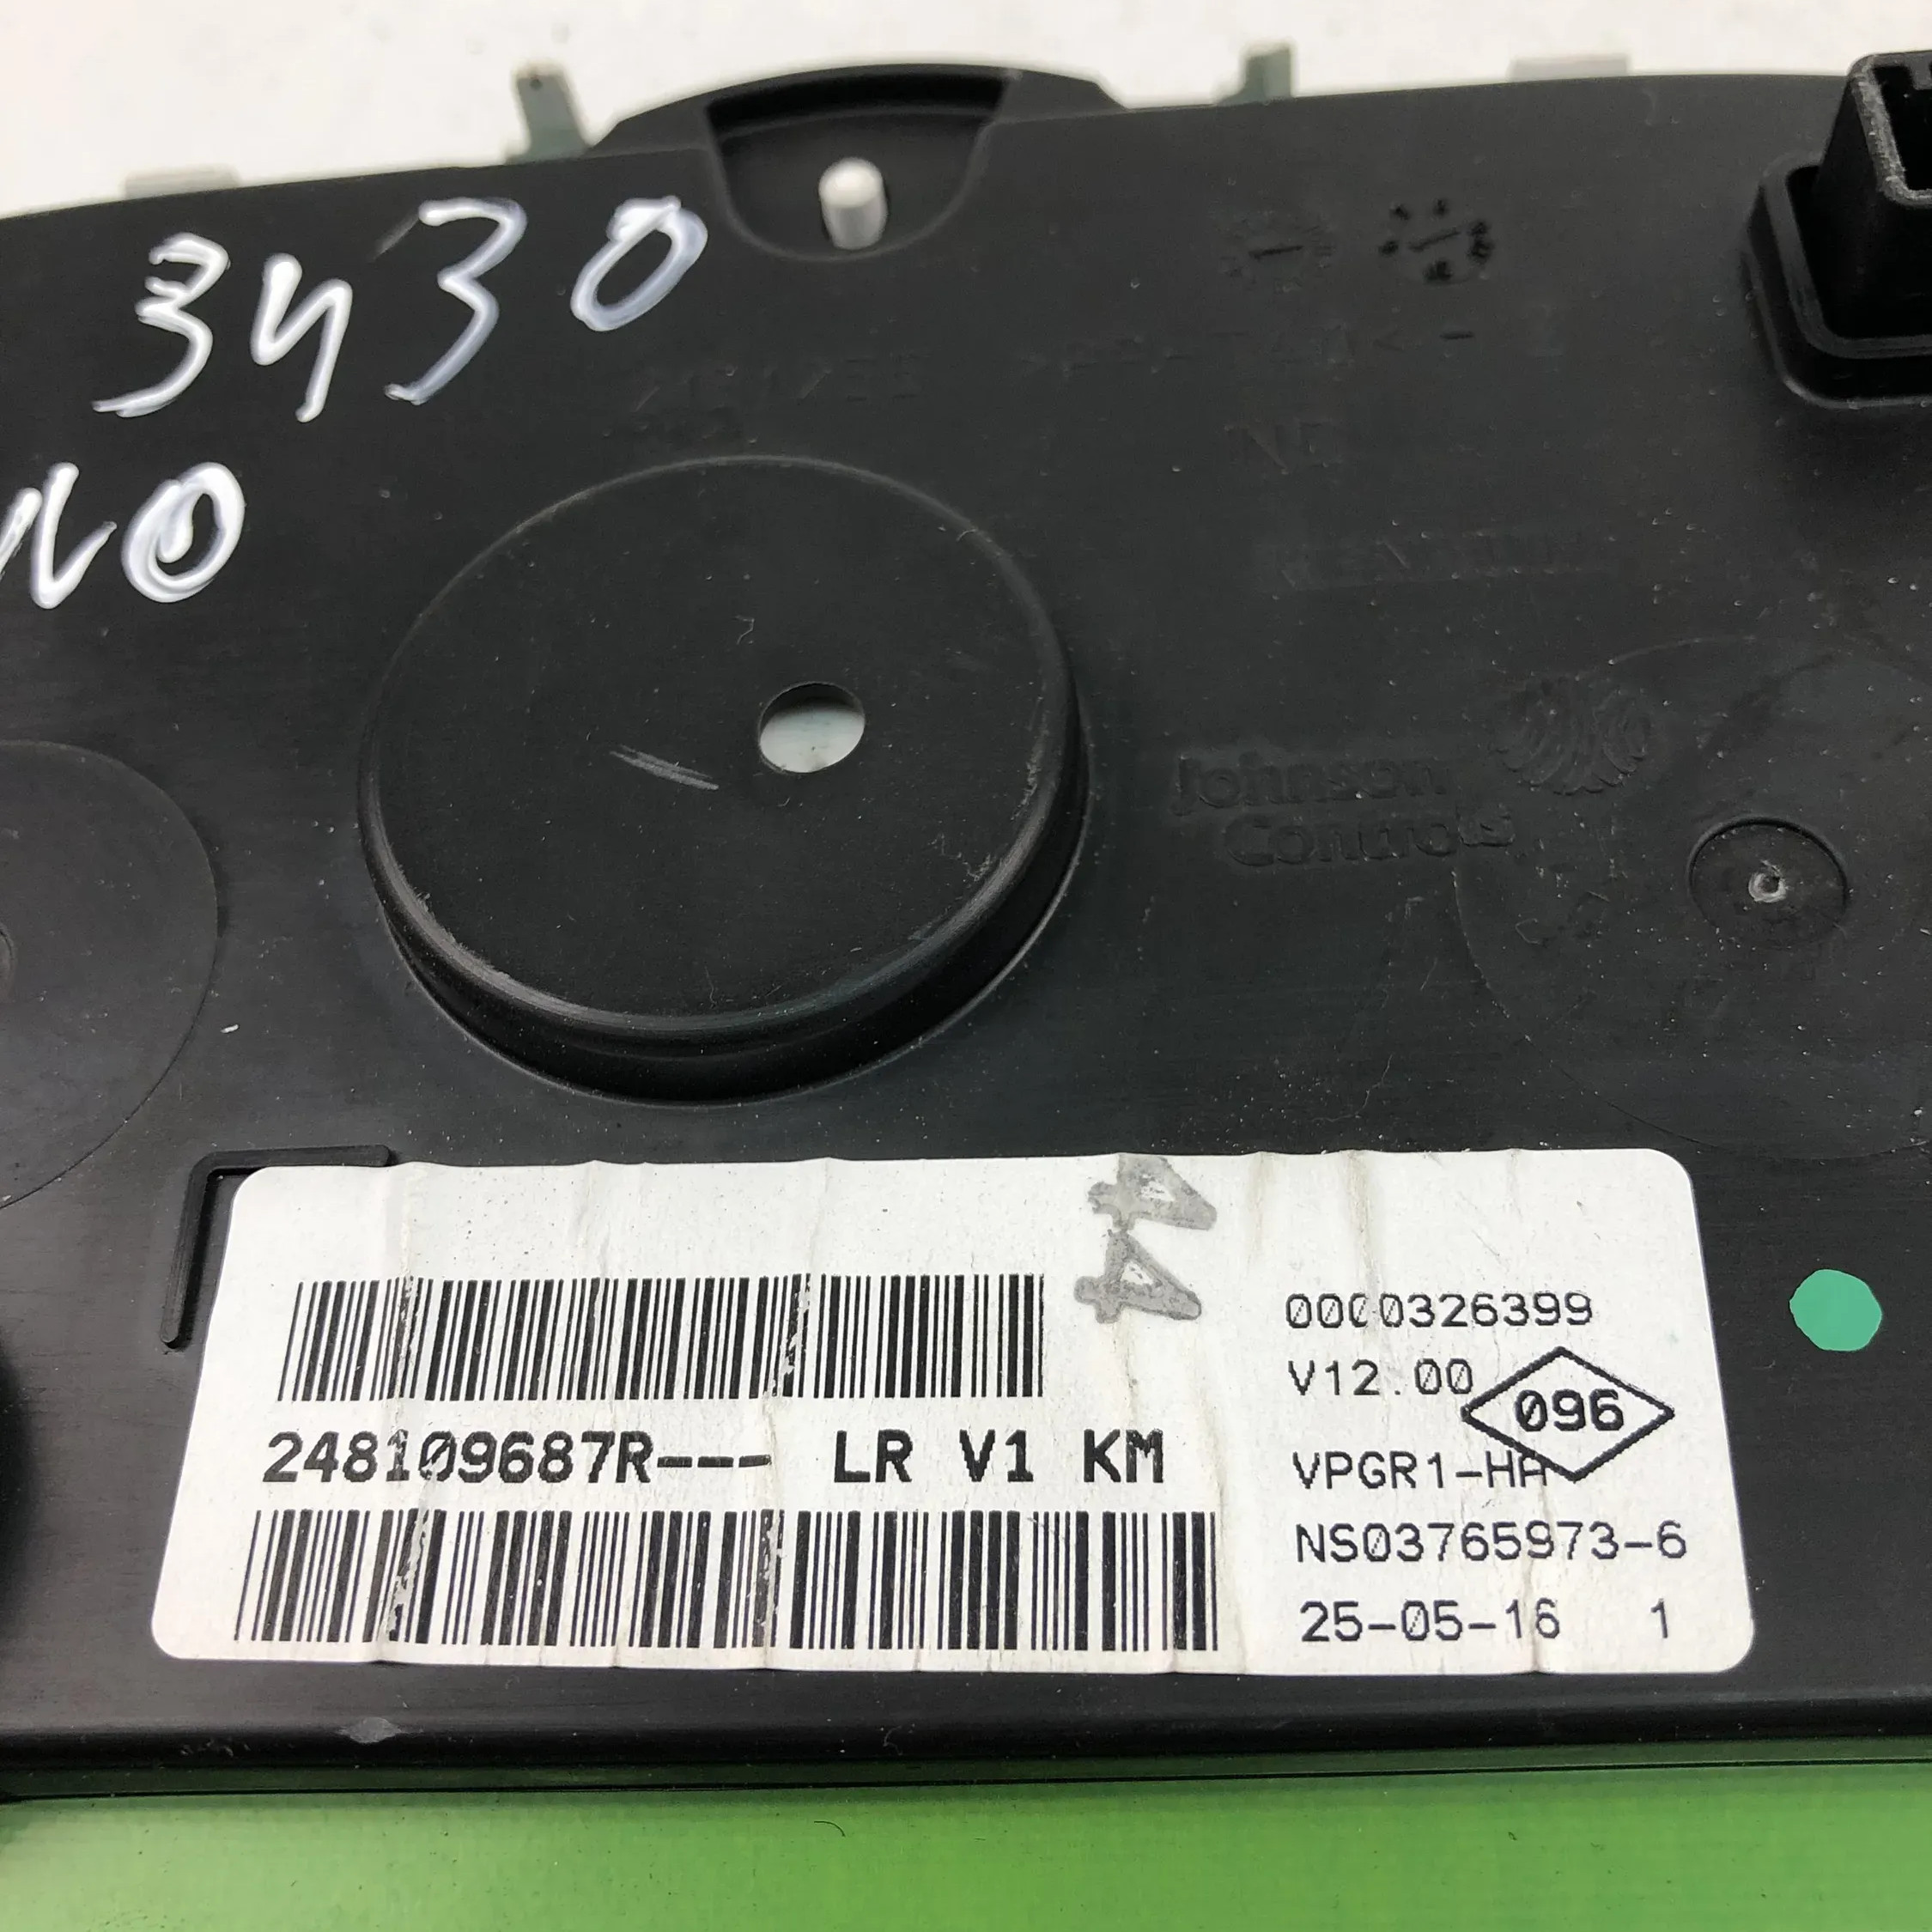 3430
NO
Johnson
Controls
44
0000326399
V12.00
096
248109687R--- LR V1 KM
VPGR1-HA
NS03765973-6
25-05-16 1